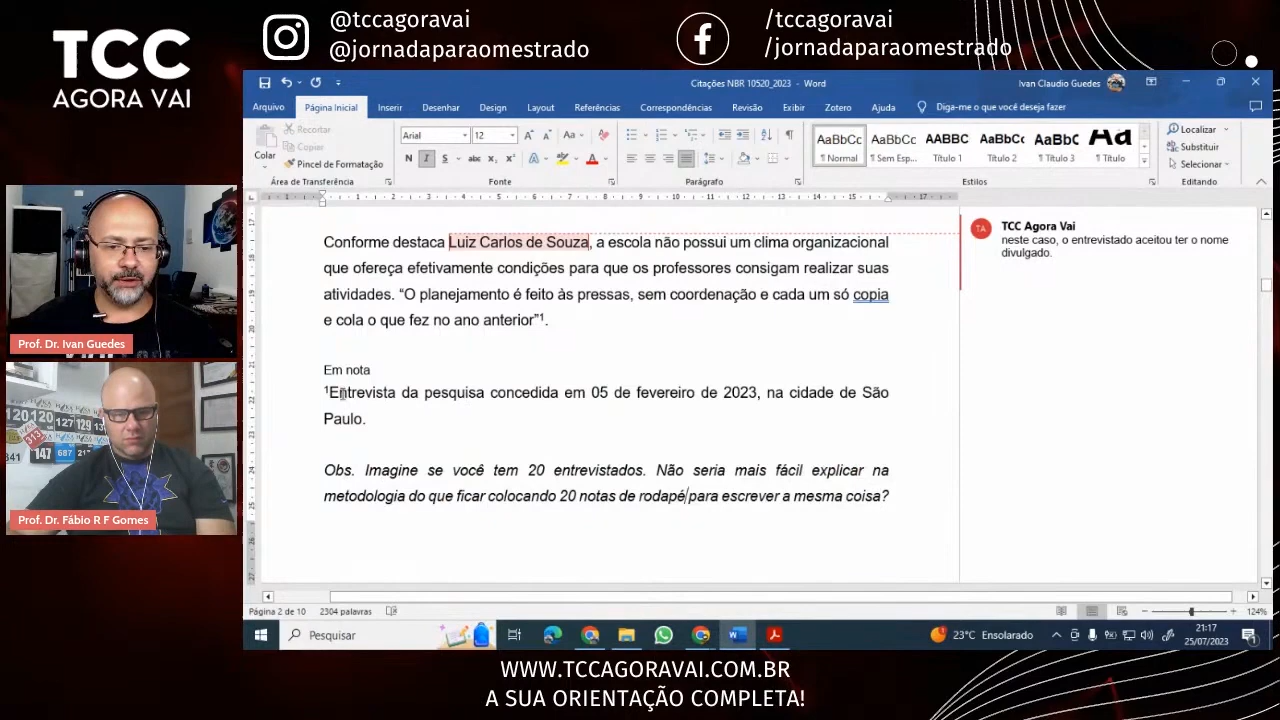 TCC
AGORA VAI
@tccagoravai
@jornadaparaomestrado
/tccagoravai
/jornadaparaomestrado
Citações NBR 10520_2023 - Word
Ivan Claudio Guedes
Arquivo
Página Inicial
Inserir
Desenhar
Design
Layout
Referências
Correspondências
Revisão
Exibir
Zotero
Ajuda
Diga-me o que você deseja fazer
Colar
Recortar
Copiar
Pincel de Formatação
Área de Transferência
Arial
12
Fonte
Parágrafo
AaBbCc
¶ Normal
AaBbCc
¶ Sem Esp...
AABBC
Título 1
AaBbCc
Título 2
AaBbC
Título 3
AaB
¶ Título
Estilos
Localizar
Substituir
Selecionar
Editando
Conforme destaca Luiz Carlos de Souza, a escola não possui um clima organizacional
que ofereça efetivamente condições para que os professores consigam realizar suas
atividades. “O planejamento é feito às pressas, sem coordenação e cada um só copia
e cola o que fez no ano anterior”¹.
Em nota
¹Entrevista da pesquisa concedida em 05 de fevereiro de 2023, na cidade de São
Paulo.
Obs. Imagine se você tem 20 entrevistados. Não seria mais fácil explicar na
metodologia do que ficar colocando 20 notas de rodapé para escrever a mesma coisa?
TA
TCC Agora Vai
neste caso, o entrevistado aceitou ter o nome
divulgado.
Prof. Dr. Ivan Guedes
Prof. Dr. Fábio R F Gomes
Página 2 de 10
2304 palavras
124%
Pesquisar
23°C Ensolarado
21:17
25/07/2023
WWW.TCCAGORAVAI.COM.BR
A SUA ORIENTAÇÃO COMPLETA!